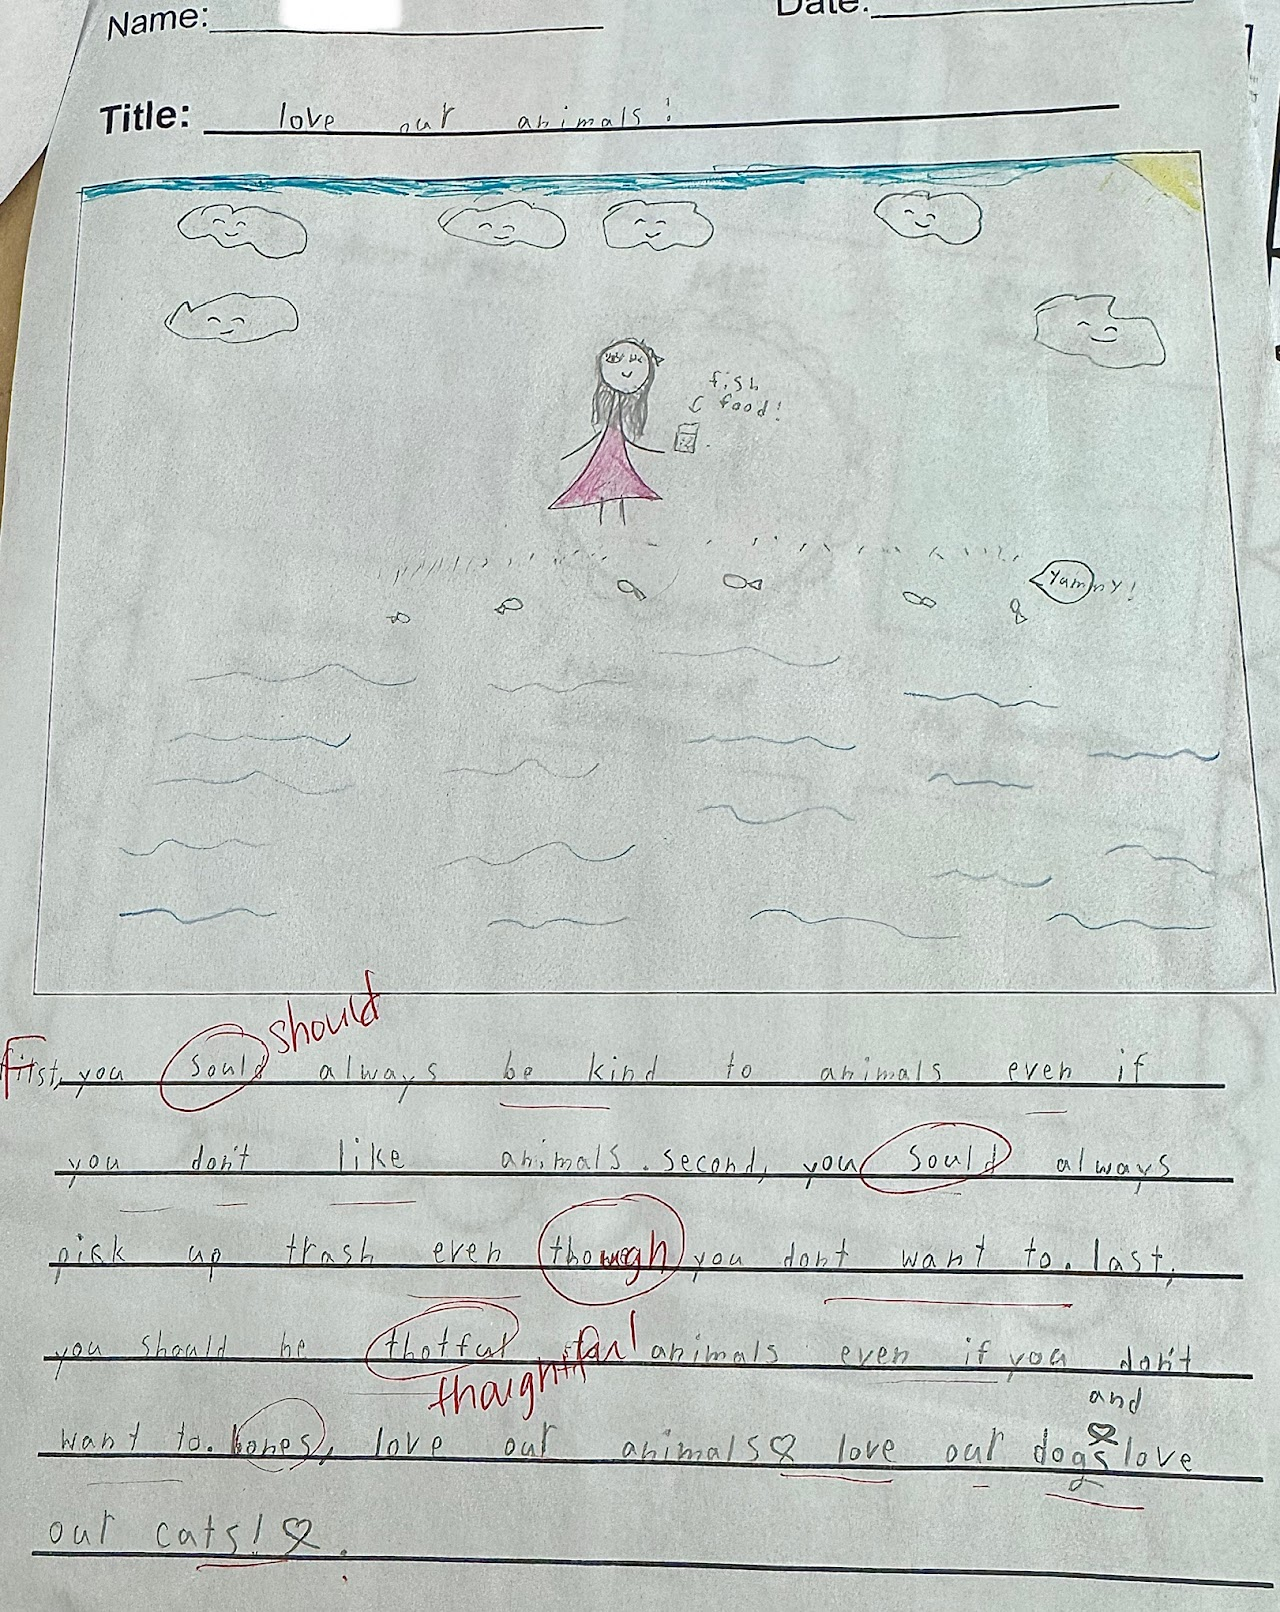 Name:
Date:
Title: love our animals!
fish
food!
Yammy!
should
First, you sould always be kind to animals even if
you don't like animals. second, you sould always
pick up trash even though you dont want to. last,
you should be thotful animals even if you don't
thoughtful
and
want to. bones, love our animals♡ love our dogs♡ love
our cats!♡.